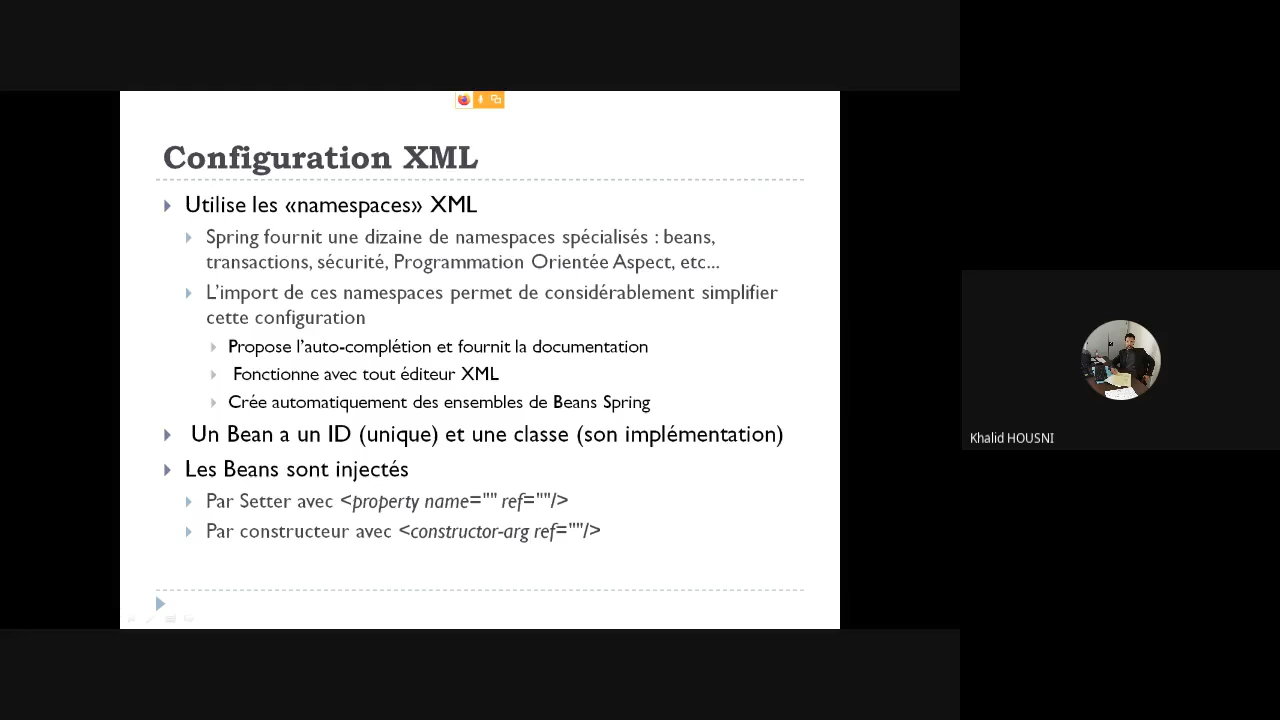 Configuration XML
Utilise les «namespaces» XML
Spring fournit une dizaine de namespaces spécialisés : beans,
transactions, sécurité, Programmation Orientée Aspect, etc...
L'import de ces namespaces permet de considérablement simplifier
cette configuration
Propose l'auto-complétion et fournit la documentation
Fonctionne avec tout éditeur XML
Crée automatiquement des ensembles de Beans Spring
Un Bean a un ID (unique) et une classe (son implémentation)
Les Beans sont injectés
Par Setter avec <property name="" ref=""/>
Par constructeur avec <constructor-arg ref=""/>
Khalid HOUSNI